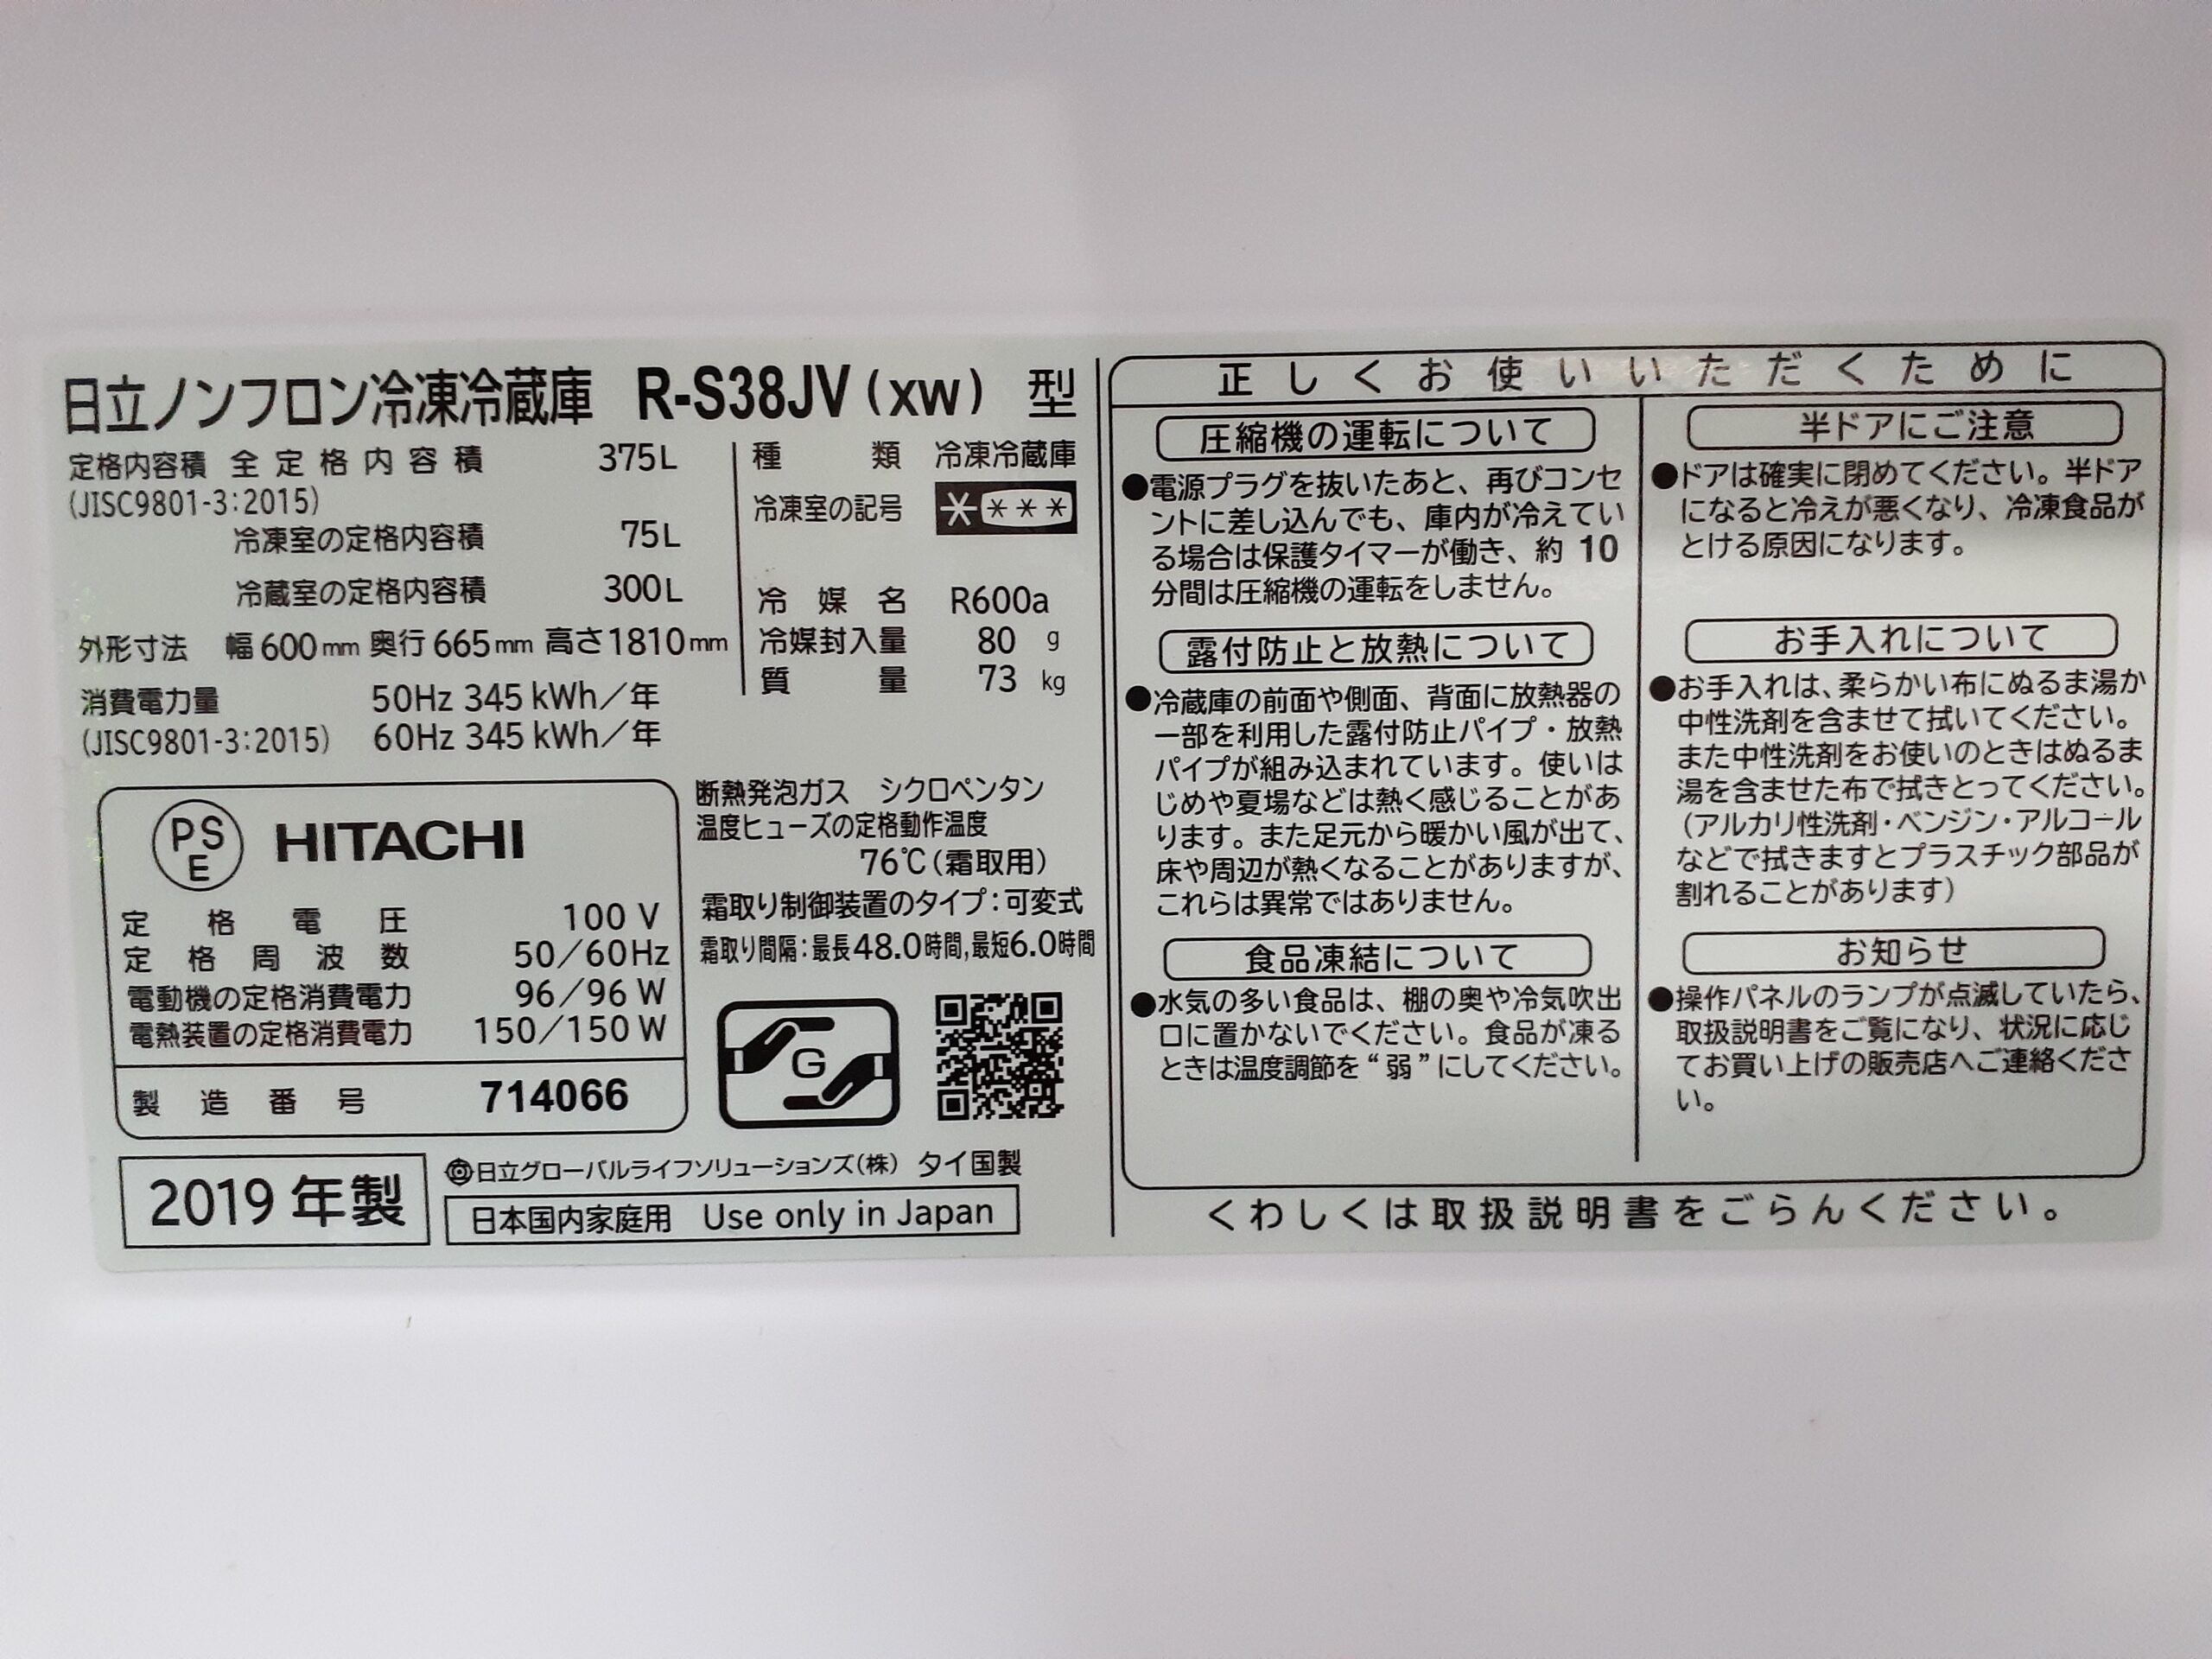 日立ノンフロン冷凍冷蔵庫 R-S38JV(XW) 型
定格内容積 全定格内容積 375L
(JISC9801-3:2015)
冷凍室の定格内容積 75L
冷蔵室の定格内容積 300L
外形寸法 幅600mm 奥行665mm 高さ1810mm
消費電力量 50Hz 345kWh/年
(JISC9801-3:2015) 60Hz 345kWh/年
種類 冷凍冷蔵庫
冷凍室の記号 ****
冷媒名 R600a
冷媒封入量 80 g
質量 73 kg
PSE HITACHI
定格電圧 100V
定格周波数 50/60Hz
電動機の定格消費電力 96/96W
電熱装置の定格消費電力 150/150W
製造番号 714066
断熱発泡ガス シクロペンタン
温度ヒューズの定格動作温度
76℃(霜取用)
霜取り制御装置のタイプ:可変式
霜取り間隔:最長48.0時間,最短6.0時間
G
2019年製
日立グローバルライフソリューションズ(株) タイ国製
日本国内家庭用 Use only in Japan
正しくお使いいただくために
圧縮機の運転について
●電源プラグを抜いたあと、再びコンセ
ントに差し込んでも、庫内が冷えてい
る場合は保護タイマーが働き、約 10
分間は圧縮機の運転をしません。
露付防止と放熱について
●冷蔵庫の前面や側面、背面に放熱器の
一部を利用した露付防止パイプ・放熱
パイプが組み込まれています。使いは
じめや夏場などは熱く感じることがあ
ります。また足元から暖かい風が出て、
床や周辺が熱くなることがありますが、
これらは異常ではありません。
食品凍結について
●水気の多い食品は、棚の奥や冷気吹出
口に置かないでください。食品が凍る
ときは温度調節を“弱”にしてください。
半ドアにご注意
●ドアは確実に閉めてください。半ドア
になると冷えが悪くなり、冷凍食品が
とける原因になります。
お手入れについて
●お手入れは、柔らかい布にぬるま湯か
中性洗剤を含ませて拭いてください。
また中性洗剤をお使いのときはぬるま
湯を含ませた布で拭きとってください。
(アルカリ性洗剤・ベンジン・アルコール
などで拭きますとプラスチック部品が
割れることがあります)
お知らせ
●操作パネルのランプが点滅していたら、
取扱説明書をご覧になり、状況に応じ
てお買い上げの販売店へご連絡くださ
い。
くわしくは取扱説明書をごらんください。